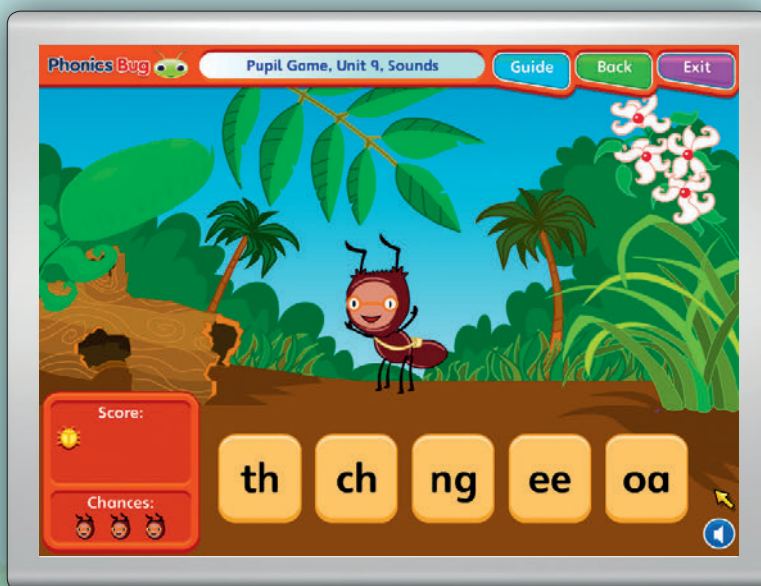 Phonics Bug
Pupil Game, Unit 9, Sounds
Guide
Back
Exit
Score:
Chances:
th ch ng ee oa